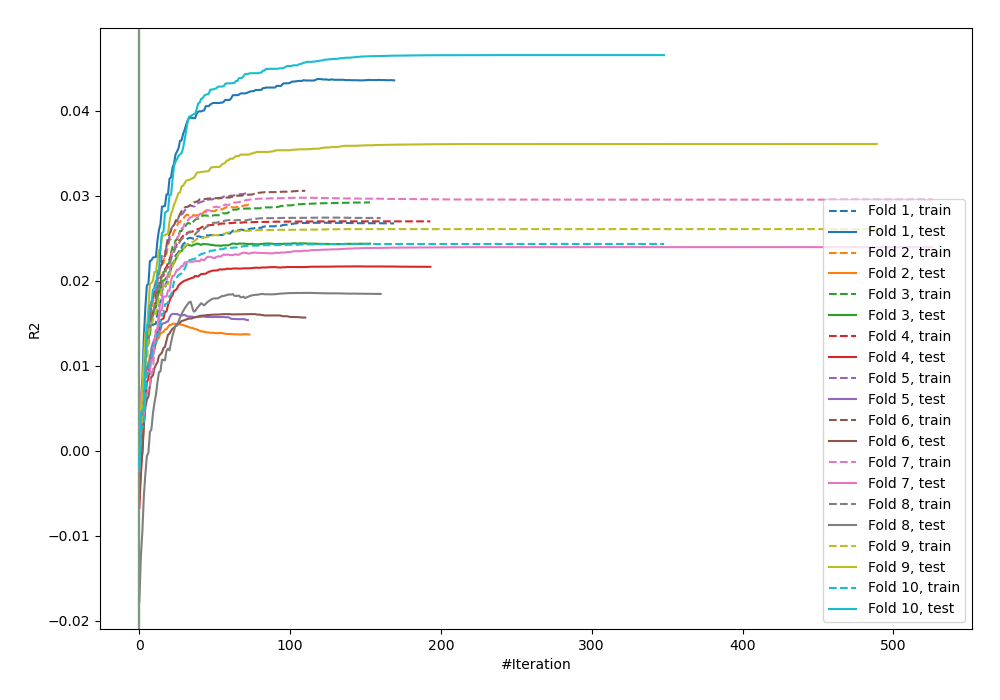 0.04
0.03
0.02
0.01
0.00
−0.01
−0.02
R2
0
100
200
300
400
500
#Iteration
Fold 1, train
Fold 1, test
Fold 2, train
Fold 2, test
Fold 3, train
Fold 3, test
Fold 4, train
Fold 4, test
Fold 5, train
Fold 5, test
Fold 6, train
Fold 6, test
Fold 7, train
Fold 7, test
Fold 8, train
Fold 8, test
Fold 9, train
Fold 9, test
Fold 10, train
Fold 10, test